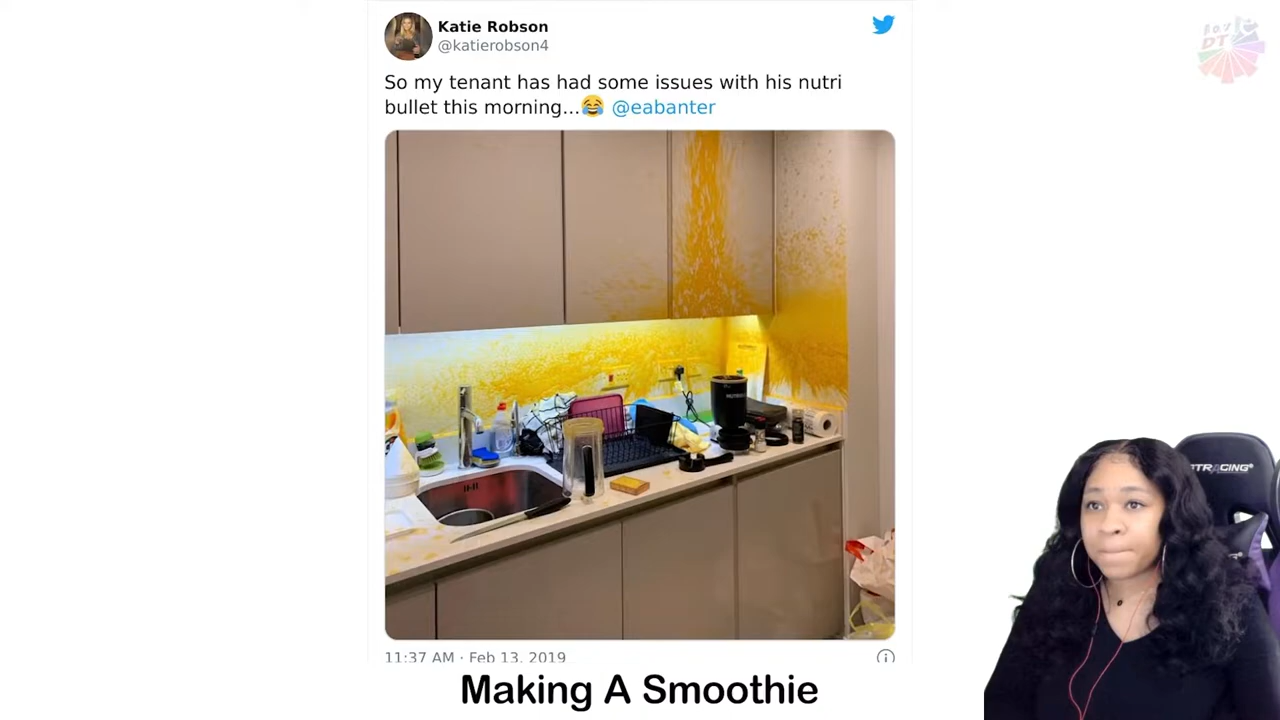 Katie Robson
@katierobson4
So my tenant has had some issues with his nutri
bullet this morning...😂 @eabanter
11:37 AM · Feb 13, 2019
Making A Smoothie